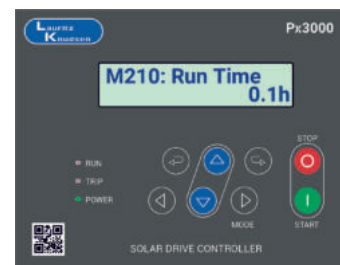 Lauritz
Knudsen
Px3000
M210: Run Time
0.1h
STOP
RUN
TRIP
POWER
MODE
START
SOLAR DRIVE CONTROLLER